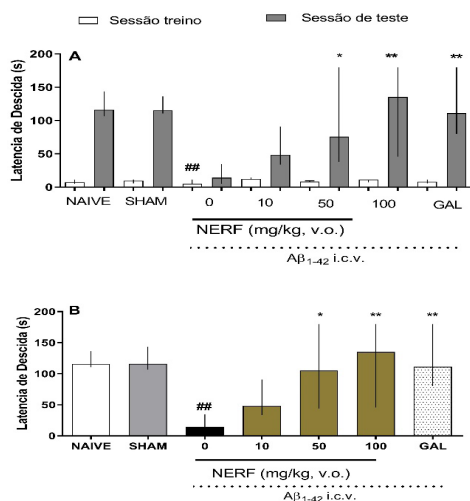 Sessão treino Sessão de teste
A
Latencia de Descida (s)
200
150
100
50
0
## * ** **
NAIVE SHAM 0 10 50 100 GAL
NERF (mg/kg, v.o.)
Aβ1-42 i.c.v.
B
Latencia de Descida (s)
200
150
100
50
0
## * ** **
NAIVE SHAM 0 10 50 100 GAL
NERF (mg/kg, v.o.)
Aβ1-42 i.c.v.